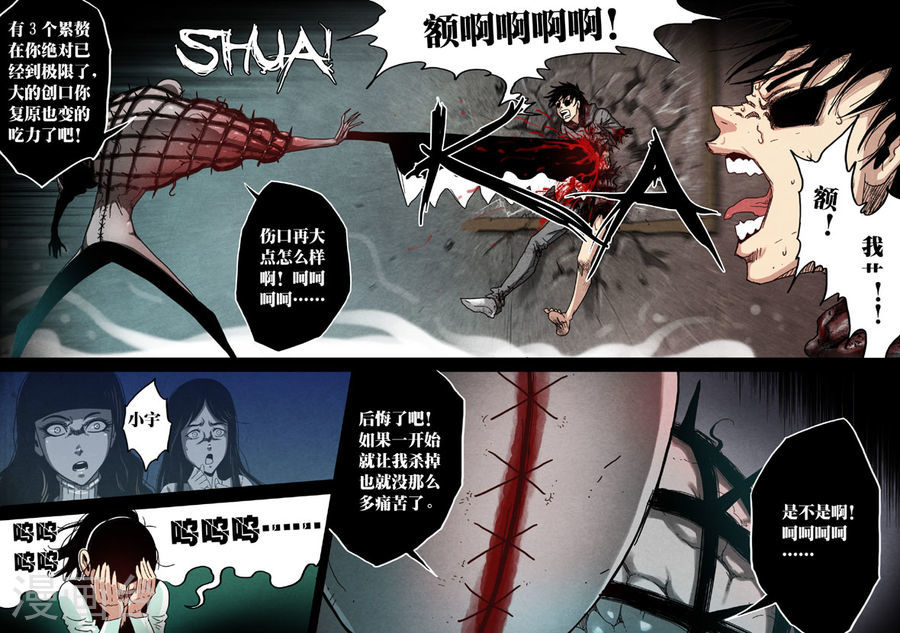 有3个累赘
在你绝对已
经到极限了，
大的创口你
复原也变的
吃力了吧！
SHUA!
额啊啊啊啊！
KA
额！
我艹！！
伤口再大
点怎么样
啊！呵呵
呵呵……
小宇
后悔了吧！
如果一开始
就让我杀掉
也就没那么
多痛苦了。
是不是啊！
呵呵呵呵
……
呜呜
呜呜
呜呜呜………
漫画台